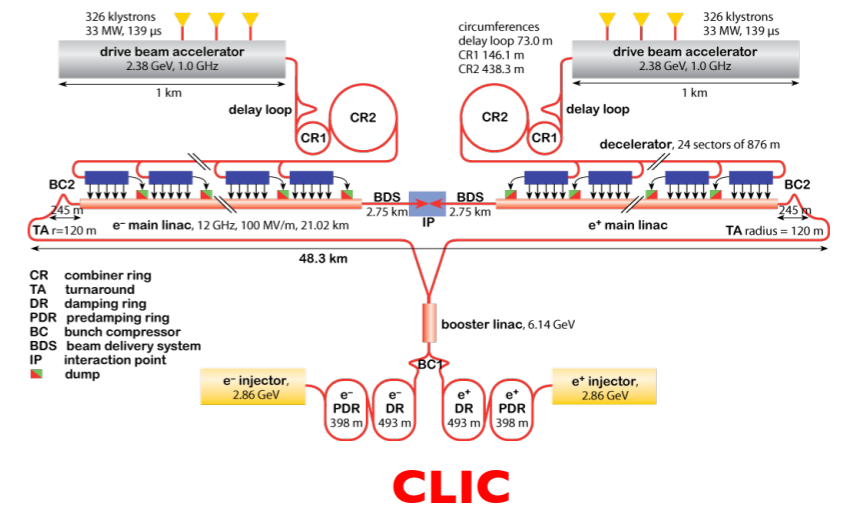 326 klystrons
33 MW, 139 µs
drive beam accelerator
2.38 GeV, 1.0 GHz
1 km
delay loop
CR1
CR2
circumferences
delay loop 73.0 m
CR1 146.1 m
CR2 438.3 m
326 klystrons
33 MW, 139 µs
drive beam accelerator
2.38 GeV, 1.0 GHz
1 km
delay loop
CR2
CR1
decelerator, 24 sectors of 876 m
BC2
245 m
TA r=120 m
e⁻ main linac, 12 GHz, 100 MV/m, 21.02 km
BDS
2.75 km
IP
BDS
2.75 km
e⁺ main linac
BC2
245 m
TA radius = 120 m
48.3 km
CR combiner ring
TA turnaround
DR damping ring
PDR predamping ring
BC bunch compressor
BDS beam delivery system
IP interaction point
dump
booster linac, 6.14 GeV
BC1
e⁻ injector,
2.86 GeV
e⁻
PDR
398 m
e⁻
DR
493 m
e⁺
DR
493 m
e⁺
PDR
398 m
e⁺ injector,
2.86 GeV
CLIC